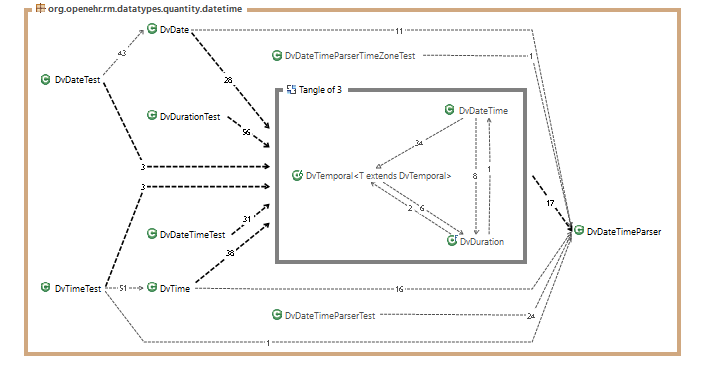 org.openehr.rm.datatypes.quantity.datetime
DvDate
11
43
DvDateTimeParserTimeZoneTest
1
DvDateTest
28
Tangle of 3
DvDateTime
DvDurationTest
56
34
3
8
1
DvTemporal<T extends DvTemporal>
3
2
6
17
31
DvDateTimeTest
DvDateTimeParser
38
DvDuration
DvTimeTest
51
DvTime
16
DvDateTimeParserTest
24
1